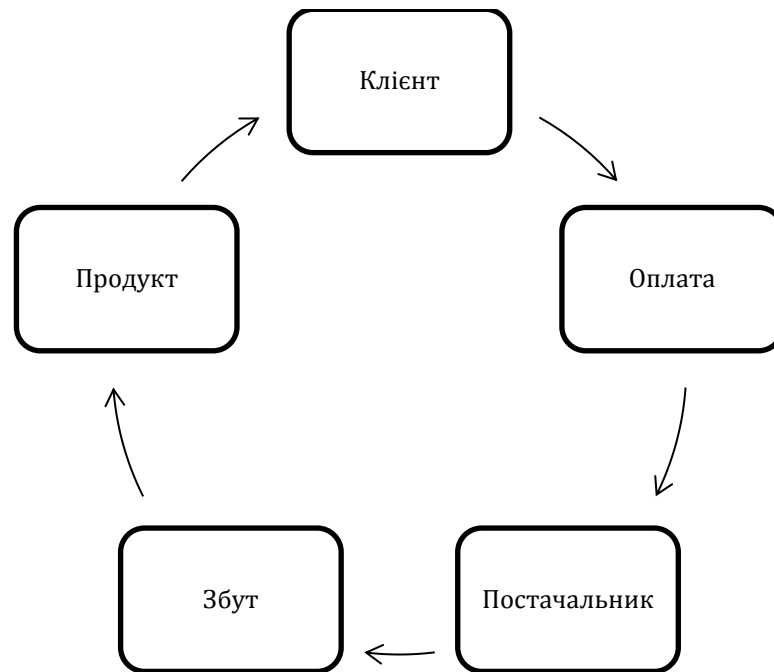 Клієнт
Оплата
Постачальник
Збут
Продукт